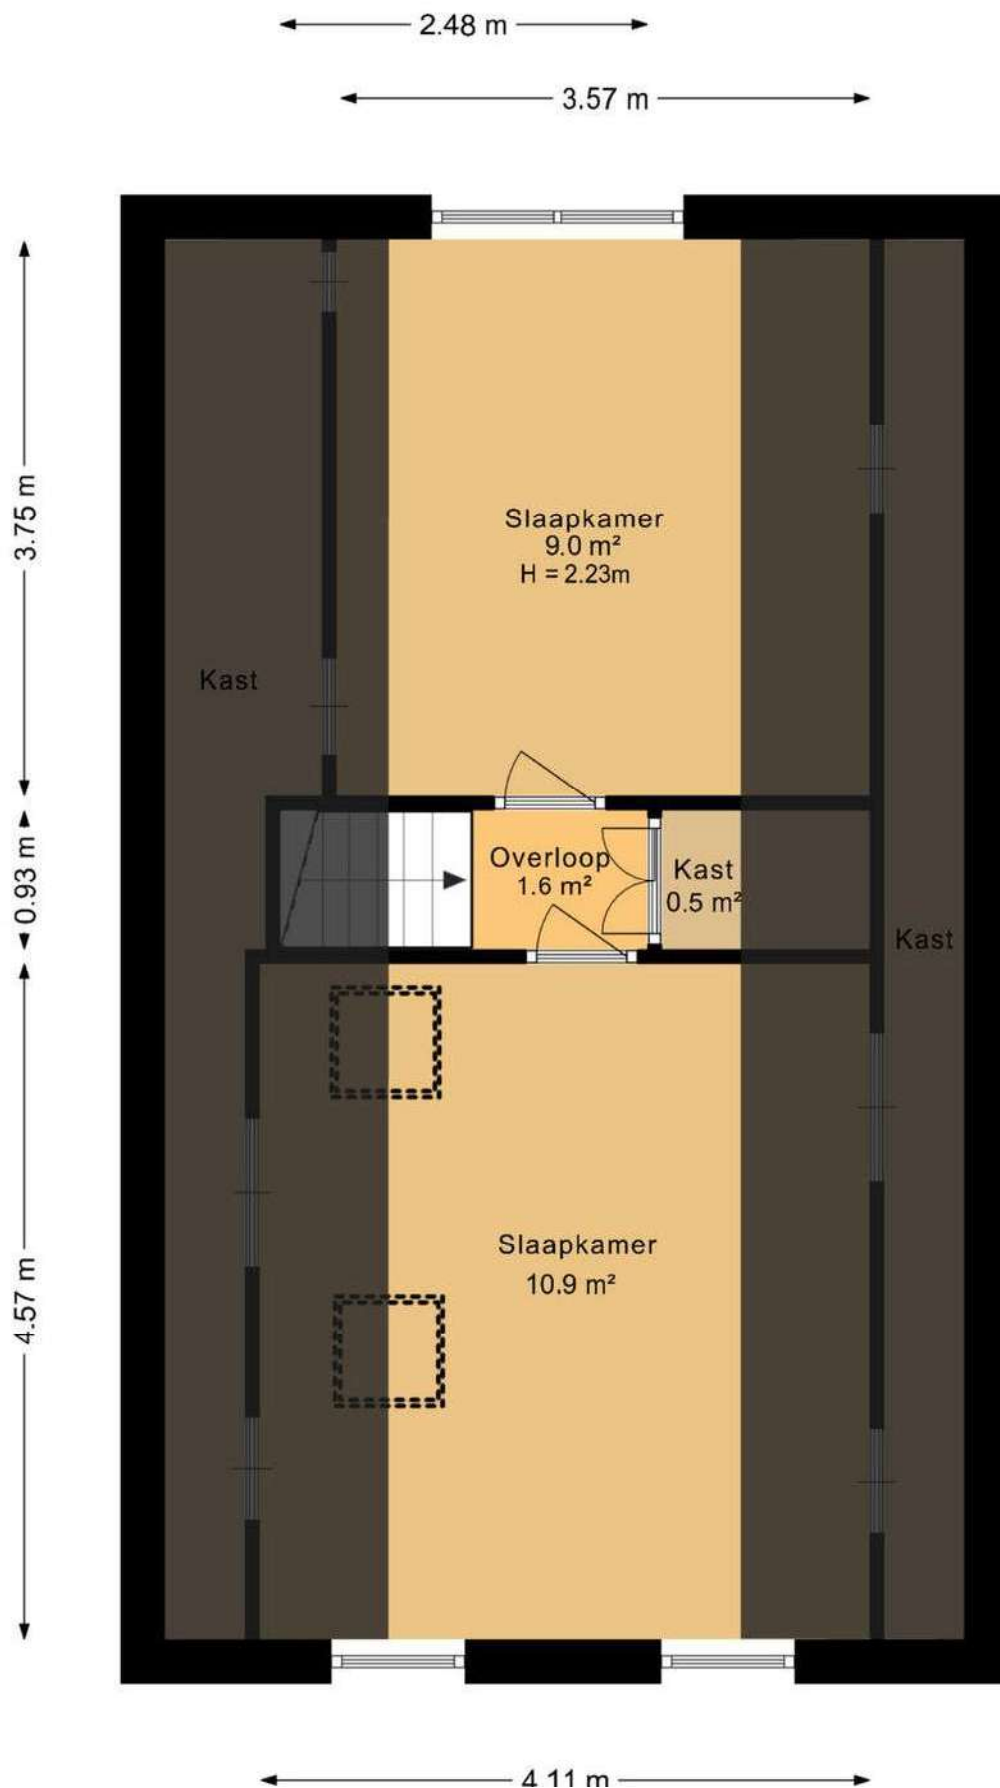 2.48 m
3.57 m
3.75 m
Slaapkamer
9.0 m²
H = 2.23m
Kast
0.93 m
Overloop
1.6 m²
Kast
0.5 m²
Kast
4.57 m
Slaapkamer
10.9 m²
4.11 m